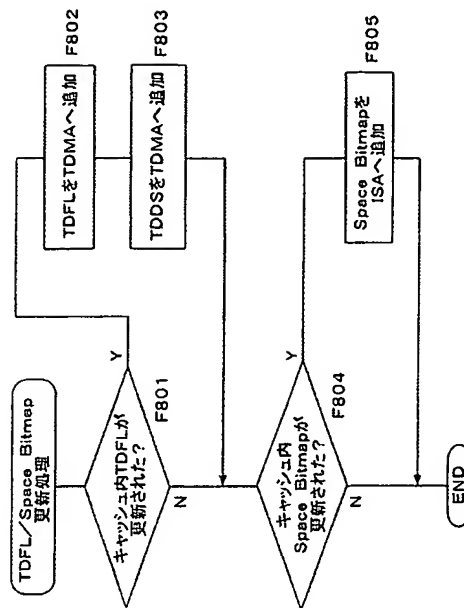 TDFL／Space Bitmap
更新処理
キャッシュ内TDFLが
更新された？
F801
Y
N
TDFLをTDMAへ追加
F802
TDDSをTDMAへ追加
F803
キャッシュ内
Space Bitmapが
更新された？
F804
Y
N
Space Bitmapを
ISAへ追加
F805
END